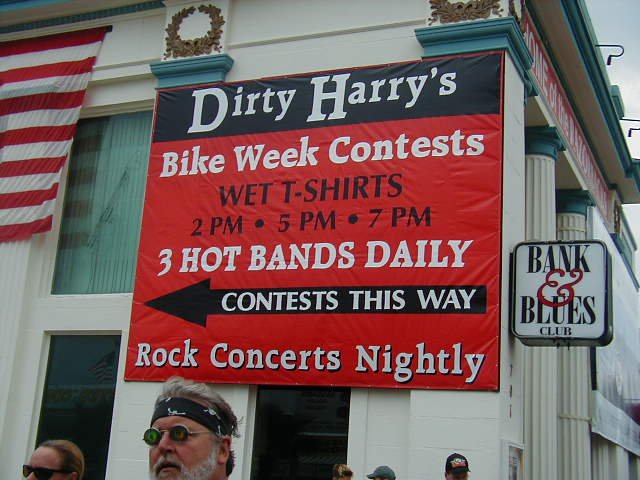 Dirty Harry's
Bike Week Contests
WET T-SHIRTS
2 PM • 5 PM • 7 PM
3 HOT BANDS DAILY
CONTESTS THIS WAY
Rock Concerts Nightly
BANK
&
BLUES
CLUB